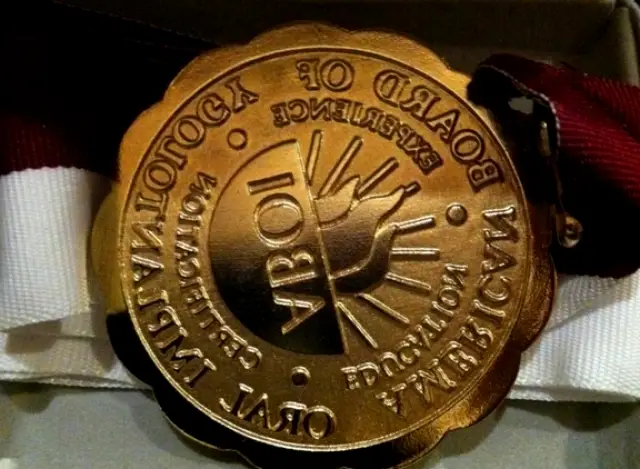 AMERICAN BOARD OF
ORAL IMPLANTOLOGY
EDUCATION
EXPERIENCE
CERTIFICATION
ABOI